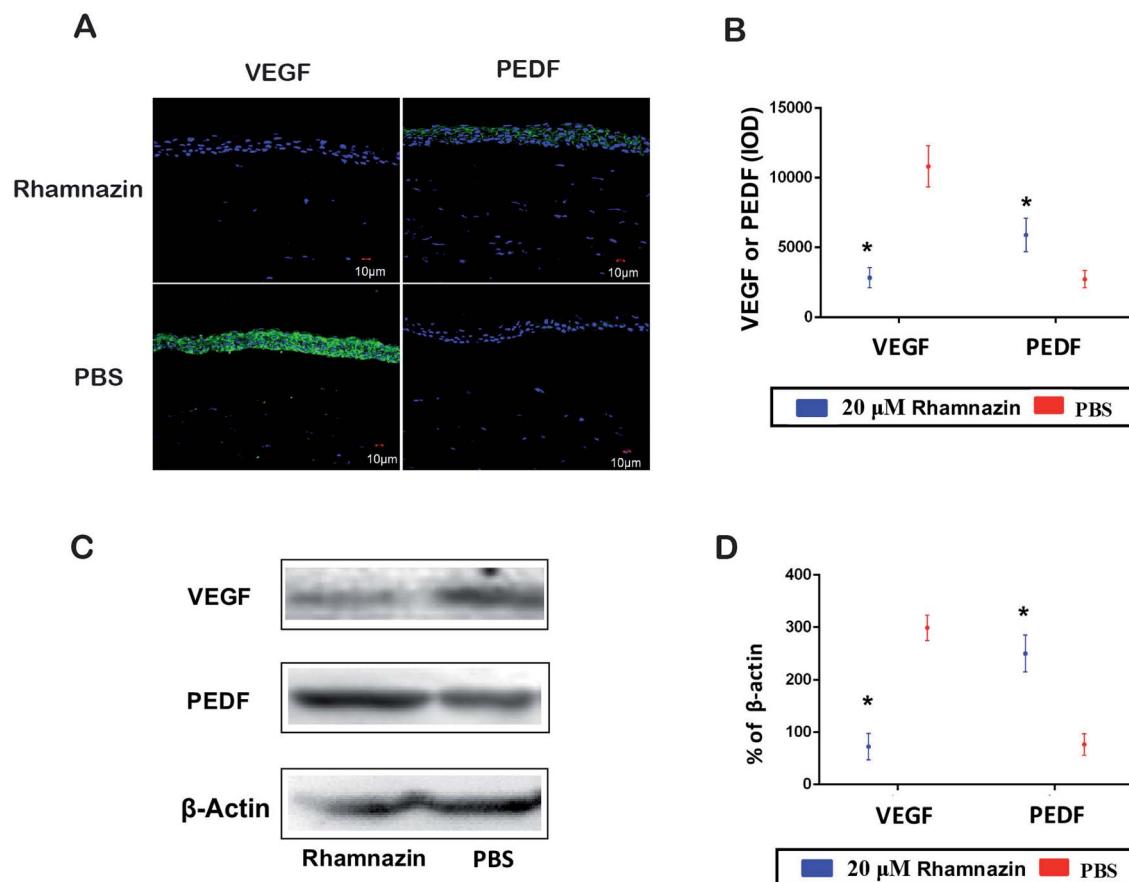 A
VEGF PEDF
Rhamnazin
10µm 10µm
PBS
10µm 10µm
B
VEGF or PEDF (IOD)
15000
10000
5000
0
* *
VEGF PEDF
20 µM Rhamnazin PBS
C
VEGF
PEDF
β-Actin
Rhamnazin PBS
D
% of β-actin
400
300
200
100
0
* *
VEGF PEDF
20 µM Rhamnazin PBS